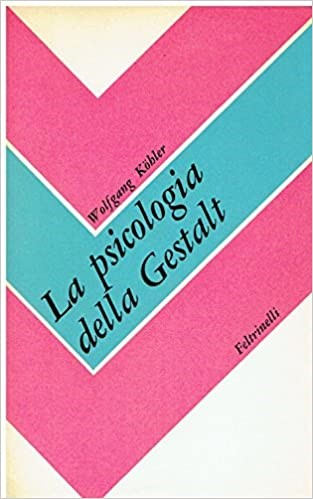 Wolfgang Köhler
La psicologia
della Gestalt
Feltrinelli